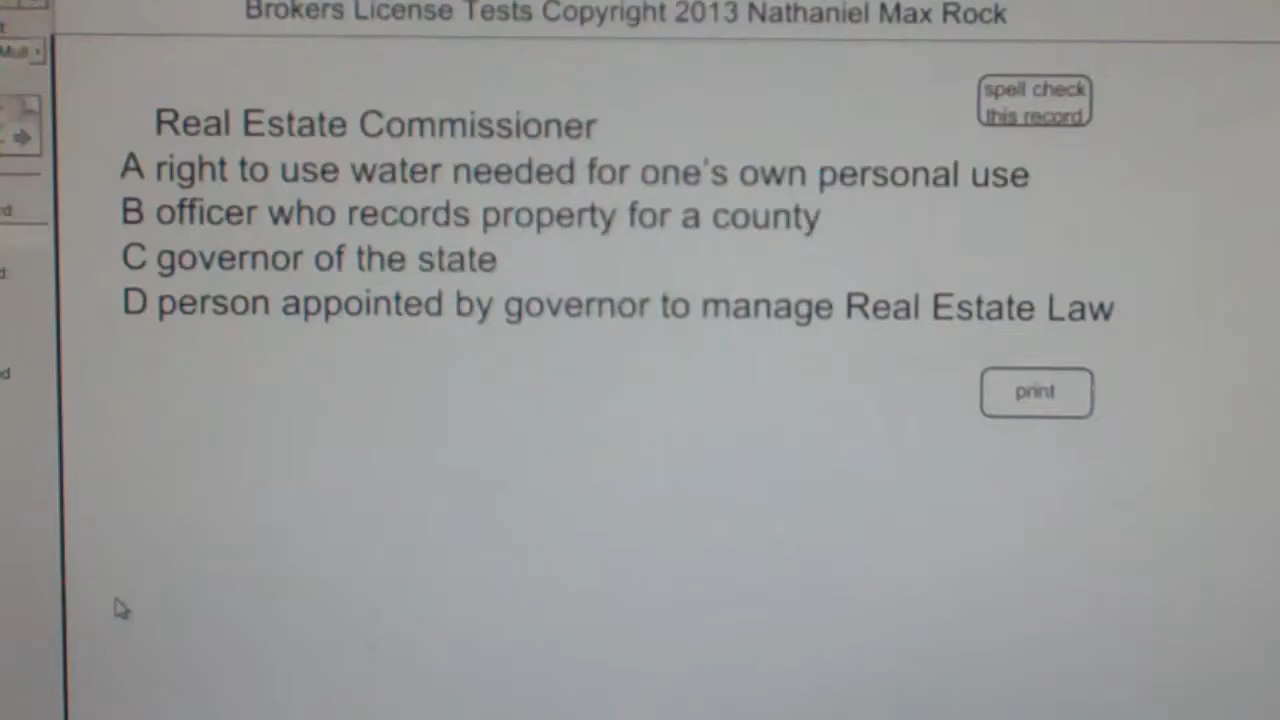 Brokers License Tests Copyright 2013 Nathaniel Max Rock
spell check
this record
Real Estate Commissioner
A right to use water needed for one's own personal use
B officer who records property for a county
C governor of the state
D person appointed by governor to manage Real Estate Law
print